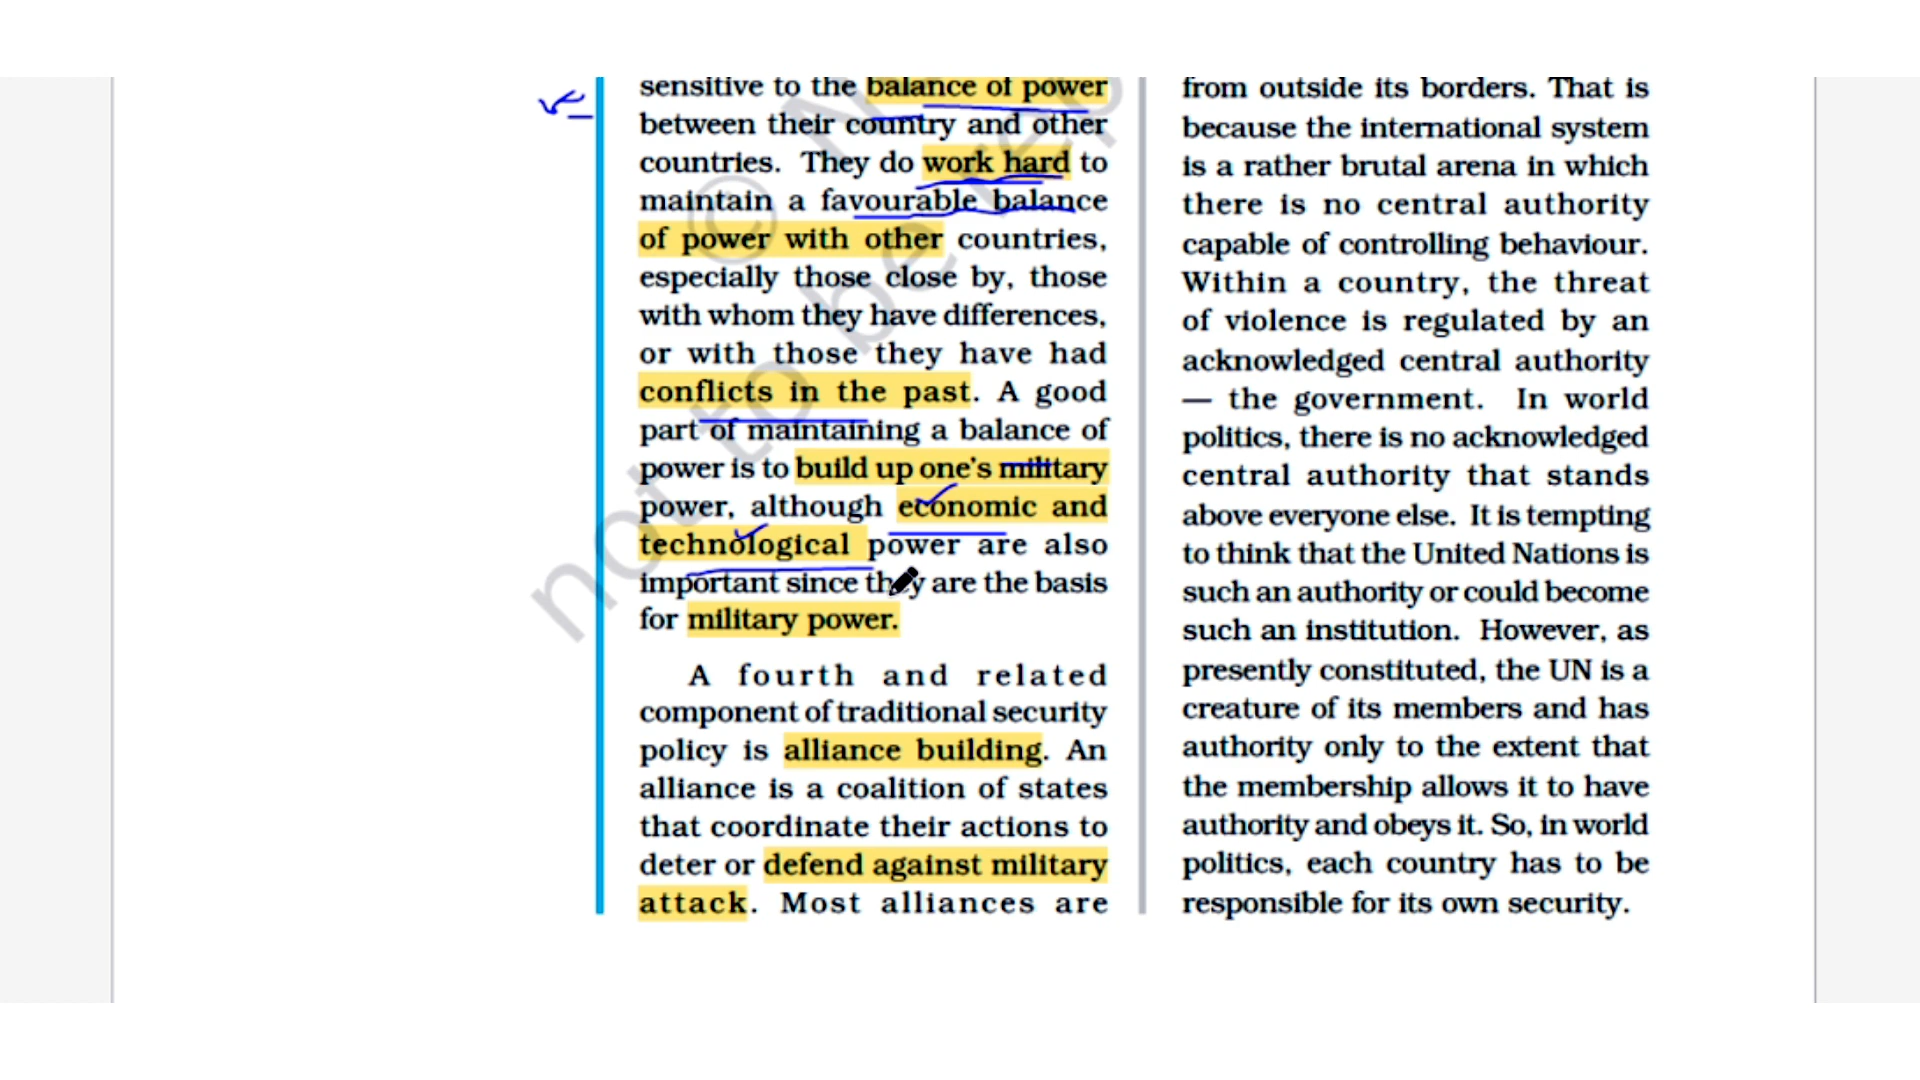 sensitive to the balance of power
between their country and other
countries. They do work hard to
maintain a favourable balance
of power with other countries,
especially those close by, those
with whom they have differences,
or with those they have had
conflicts in the past. A good
part of maintaining a balance of
power is to build up one's military
power, although economic and
technological power are also
important since they are the basis
for military power.
A fourth and related
component of traditional security
policy is alliance building. An
alliance is a coalition of states
that coordinate their actions to
deter or defend against military
attack. Most alliances are
from outside its borders. That is
because the international system
is a rather brutal arena in which
there is no central authority
capable of controlling behaviour.
Within a country, the threat
of violence is regulated by an
acknowledged central authority
— the government. In world
politics, there is no acknowledged
central authority that stands
above everyone else. It is tempting
to think that the United Nations is
such an authority or could become
such an institution. However, as
presently constituted, the UN is a
creature of its members and has
authority only to the extent that
the membership allows it to have
authority and obeys it. So, in world
politics, each country has to be
responsible for its own security.
© N
not to be rep